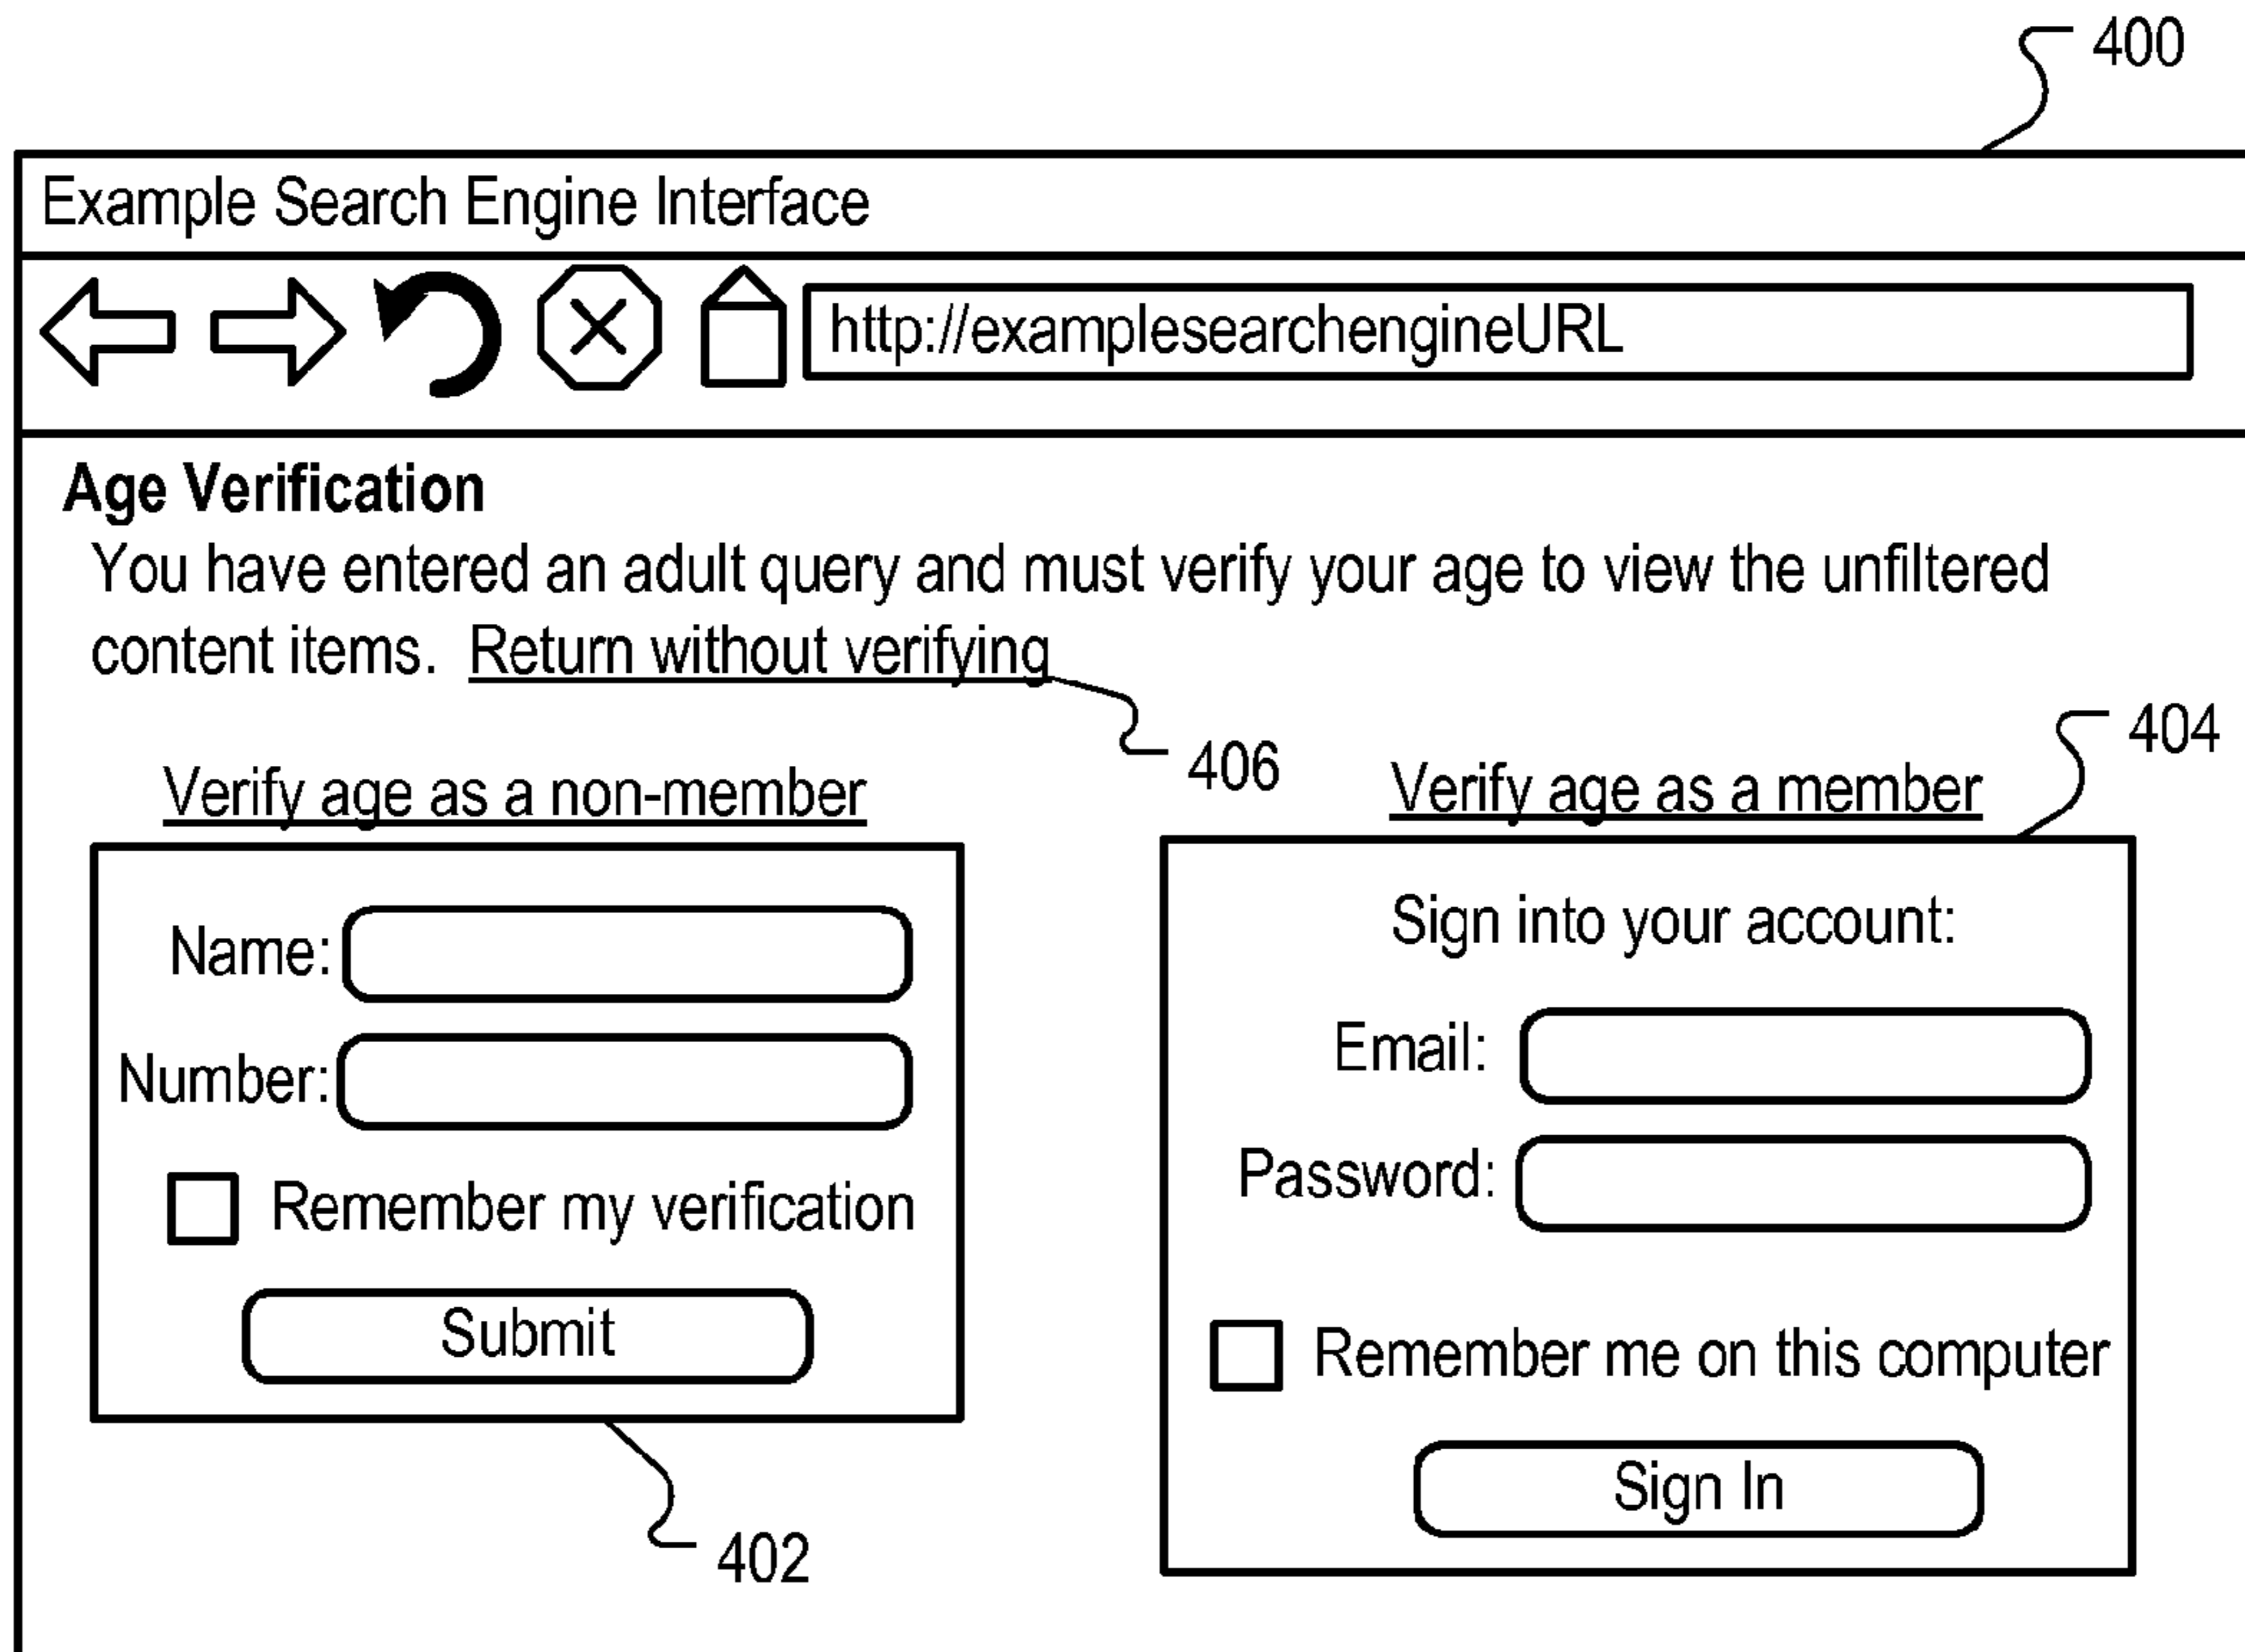 400
Example Search Engine Interface
http://examplesearchengineURL
Age Verification
You have entered an adult query and must verify your age to view the unfiltered
content items. Return without verifying
406
404
Verify age as a non-member
Name:
Number:
Remember my verification
Submit
402
Verify age as a member
Sign into your account:
Email:
Password:
Remember me on this computer
Sign In